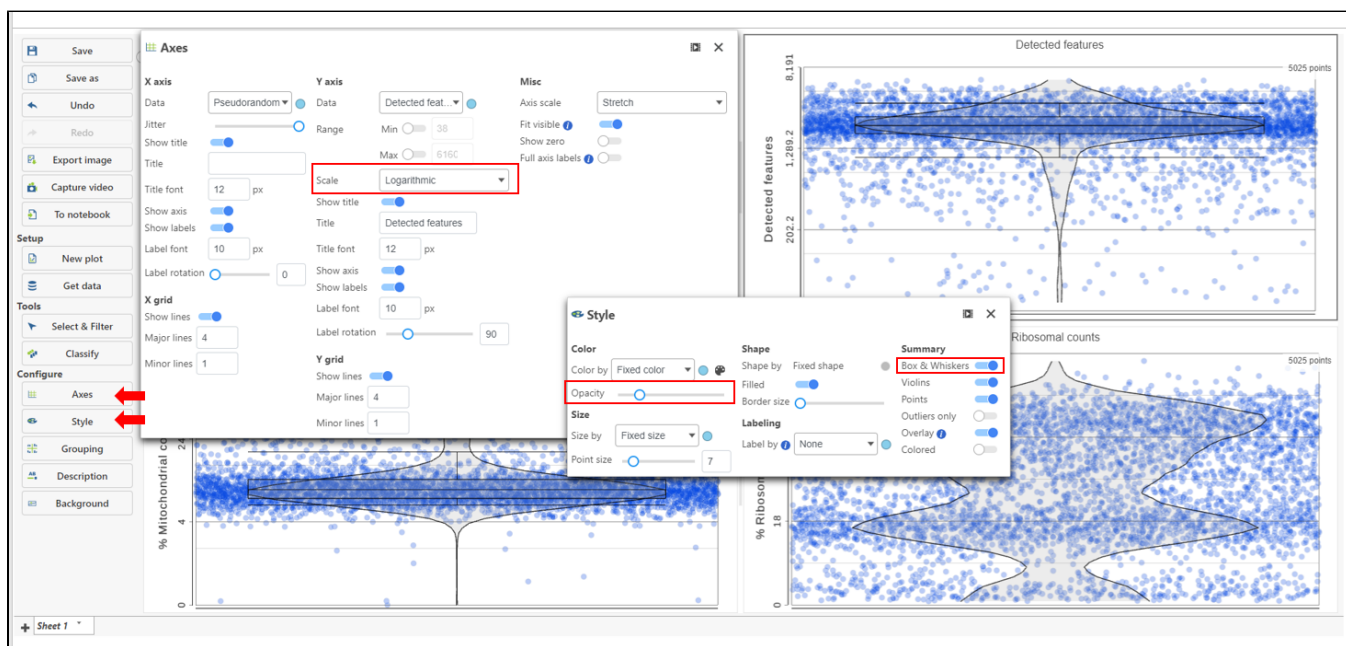 Save
Save as
Undo
Redo
Export image
Capture video
To notebook
Setup
New plot
Get data
Tools
Select & Filter
Classify
Configure
Axes
Style
Grouping
Description
Background
Axes
X axis
Data
Pseudorandom
Jitter
Show title
Title
Title font
12
px
Show axis
Show labels
Label font
10
px
Label rotation
0
X grid
Show lines
Major lines
4
Minor lines
1
Y axis
Data
Detected feat...
Range
Min
36
Max
Scale
Logarithmic
Show title
Title
Detected features
Title font
12
px
Show axis
Show labels
Label font
10
px
Label rotation
90
Y grid
Show lines
Major lines
4
Minor lines
1
Misc
Axis scale
Stretch
Fit visible
Show zero
Full axis labels
Detected features
5025 points
Detected features
8,191
1,289.2
202.2
Style
Color
Color by
Fixed color
Opacity
Size
Size by
Fixed size
Point size
7
Shape
Shape by
Fixed shape
Filled
Border size
Labeling
Label by
None
Summary
Box & Whiskers
Violins
Points
Outliers only
Overlay
Colored
% Mitochondrial co
24
4
0
Ribosomal counts
5025 points
% Ribosom
18
0
Sheet 1